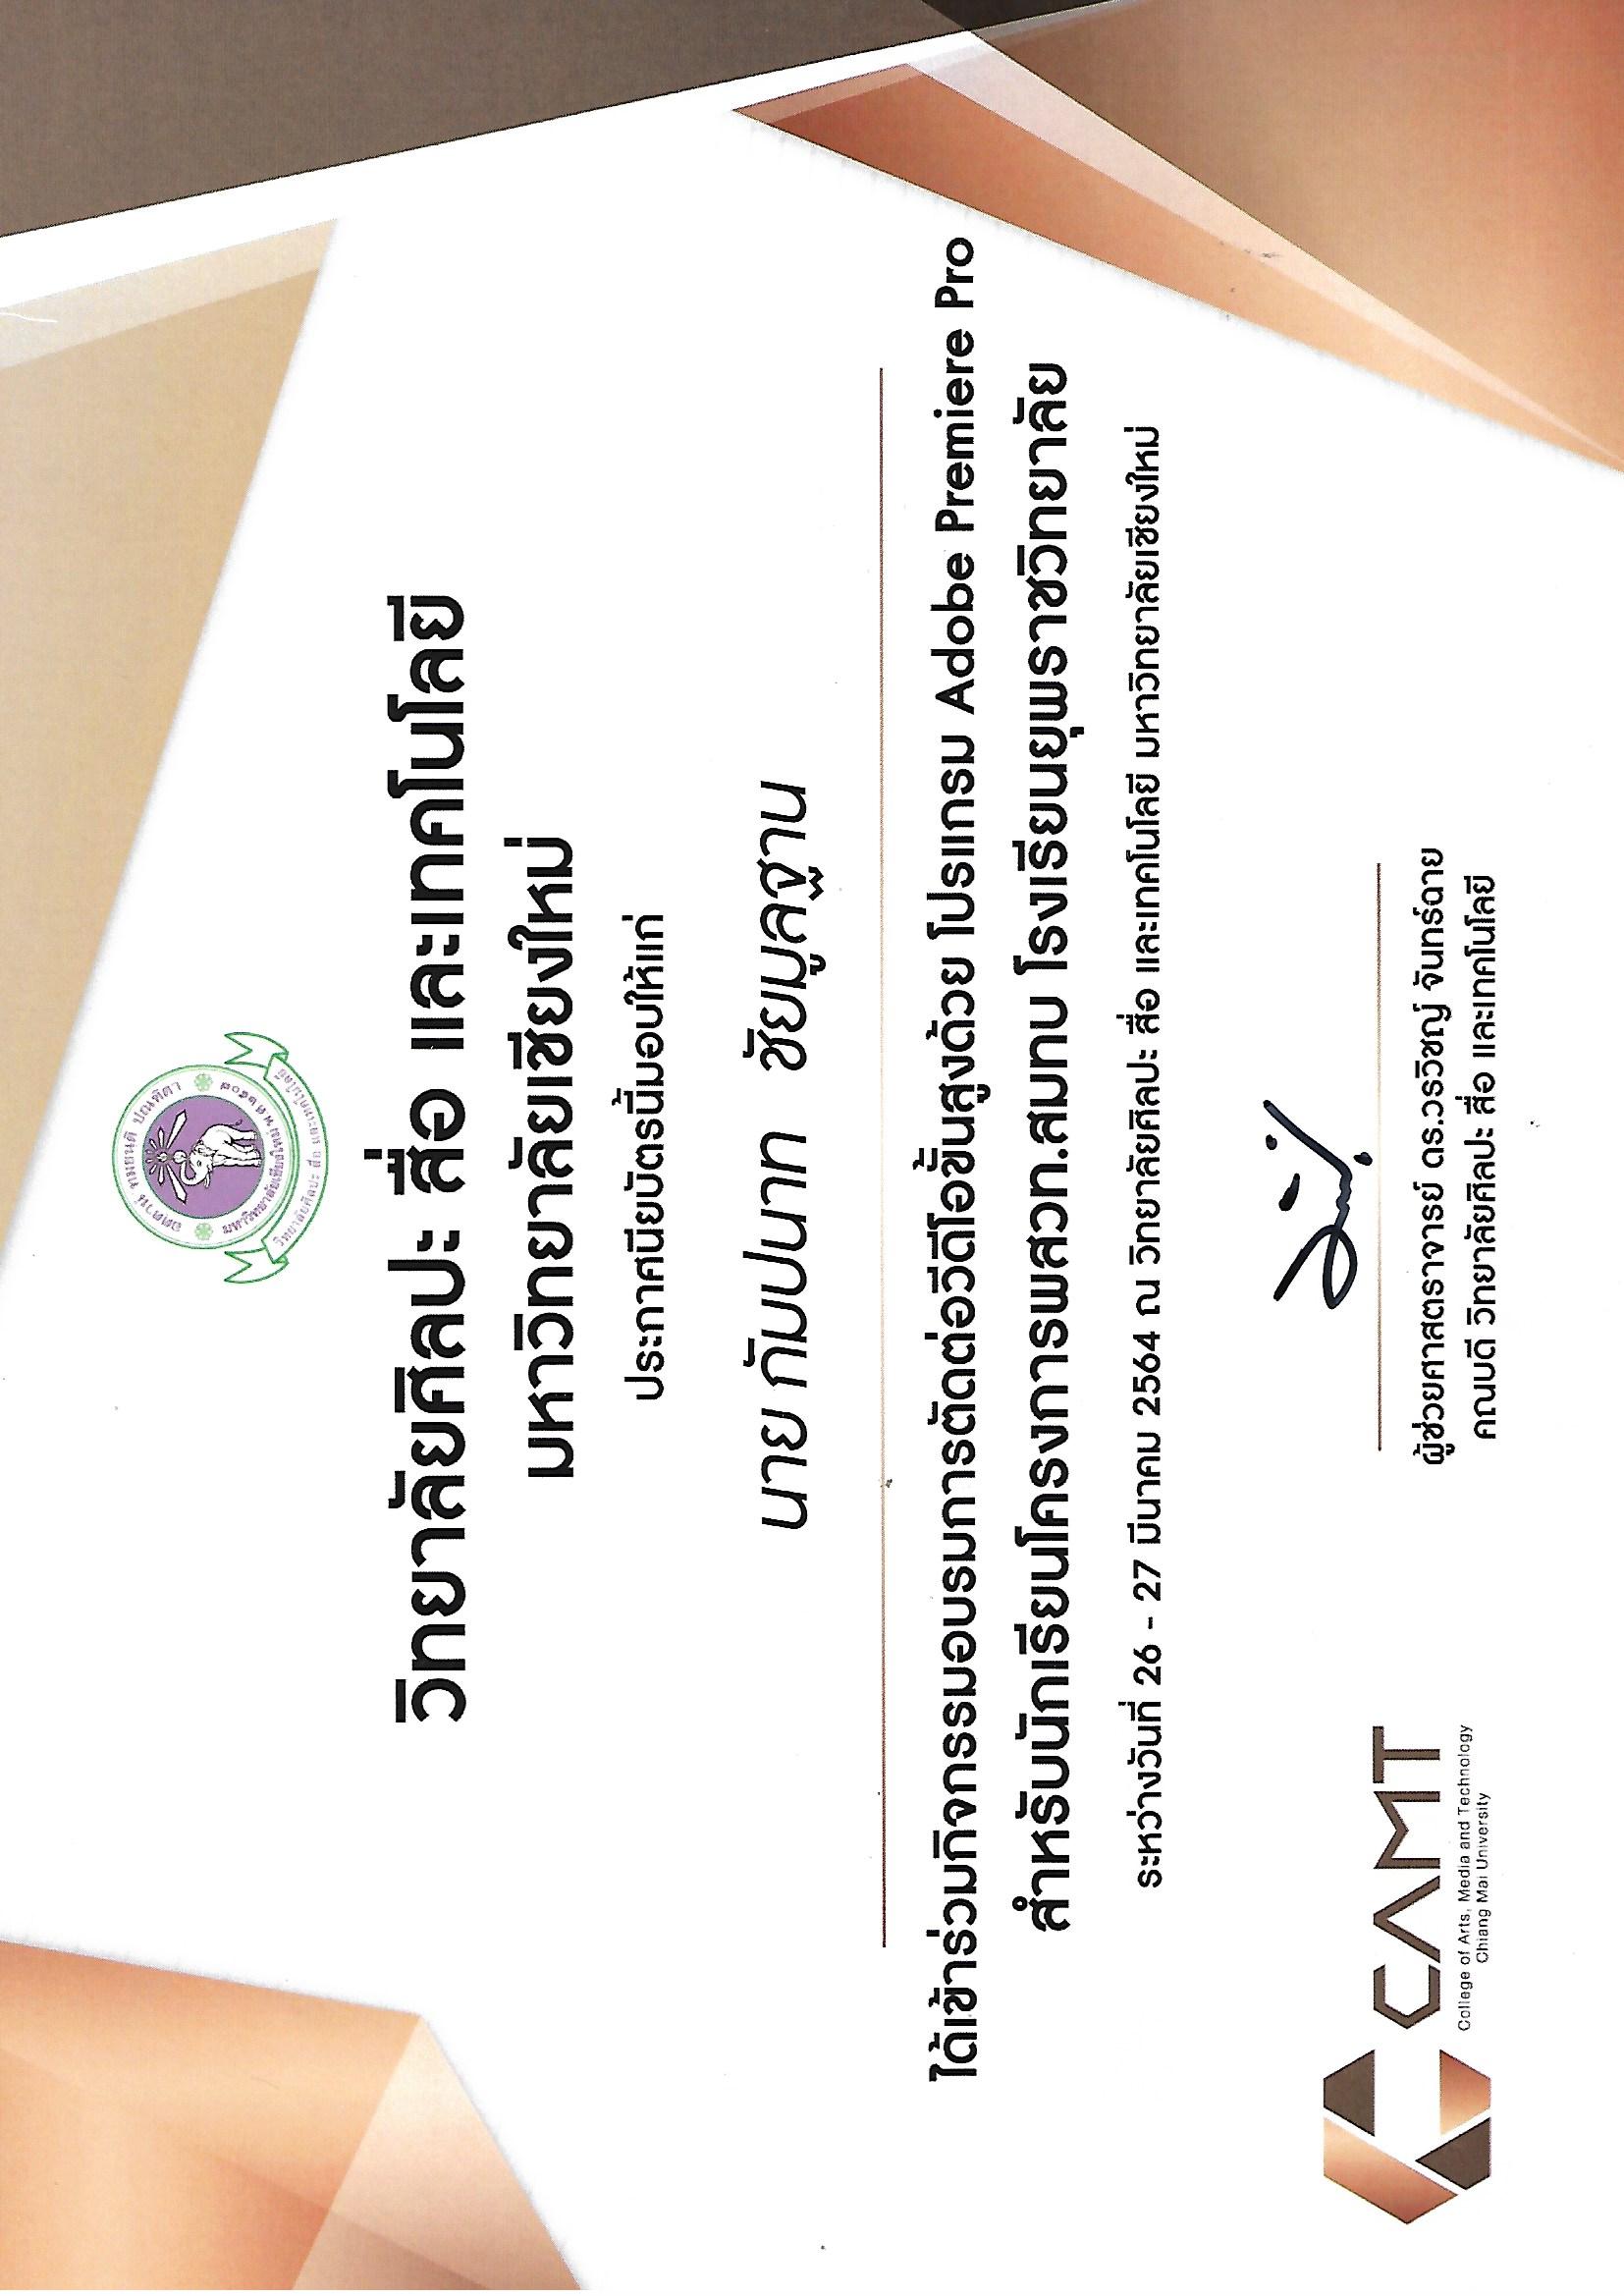 อตฺตานํ ทมยนฺติ ปณฺฑิตา
มหาวิทยาลัยเชียงใหม่ พ ศ ๒๕๐๗
วิทยาลัยศิลปะ สื่อ และเทคโนโลยี
วิทยาลัยศิลปะ สื่อ และเทคโนโลยี
มหาวิทยาลัยเชียงใหม่
ประกาศนียบัตรนี้มอบให้แก่
นาย กัมปนาท ชัยมูลฐาน
ได้เข้าร่วมกิจกรรมอบรมการตัดต่อวีดีโอขั้นสูงด้วย โปรแกรม Adobe Premiere Pro
สำหรับนักเรียนโครงการพสวท.สมทบ โรงเรียนยุพราชวิทยาลัย
ระหว่างวันที่ 26 - 27 มีนาคม 2564 ณ วิทยาลัยศิลปะ สื่อ และเทคโนโลยี มหาวิทยาลัยเชียงใหม่
CAMT
College of Arts, Media and Technology
Chiang Mai University
ผู้ช่วยศาสตราจารย์ ดร.วรวิชญ์ จันทร์ฉาย
คณบดี วิทยาลัยศิลปะ สื่อ และเทคโนโลยี